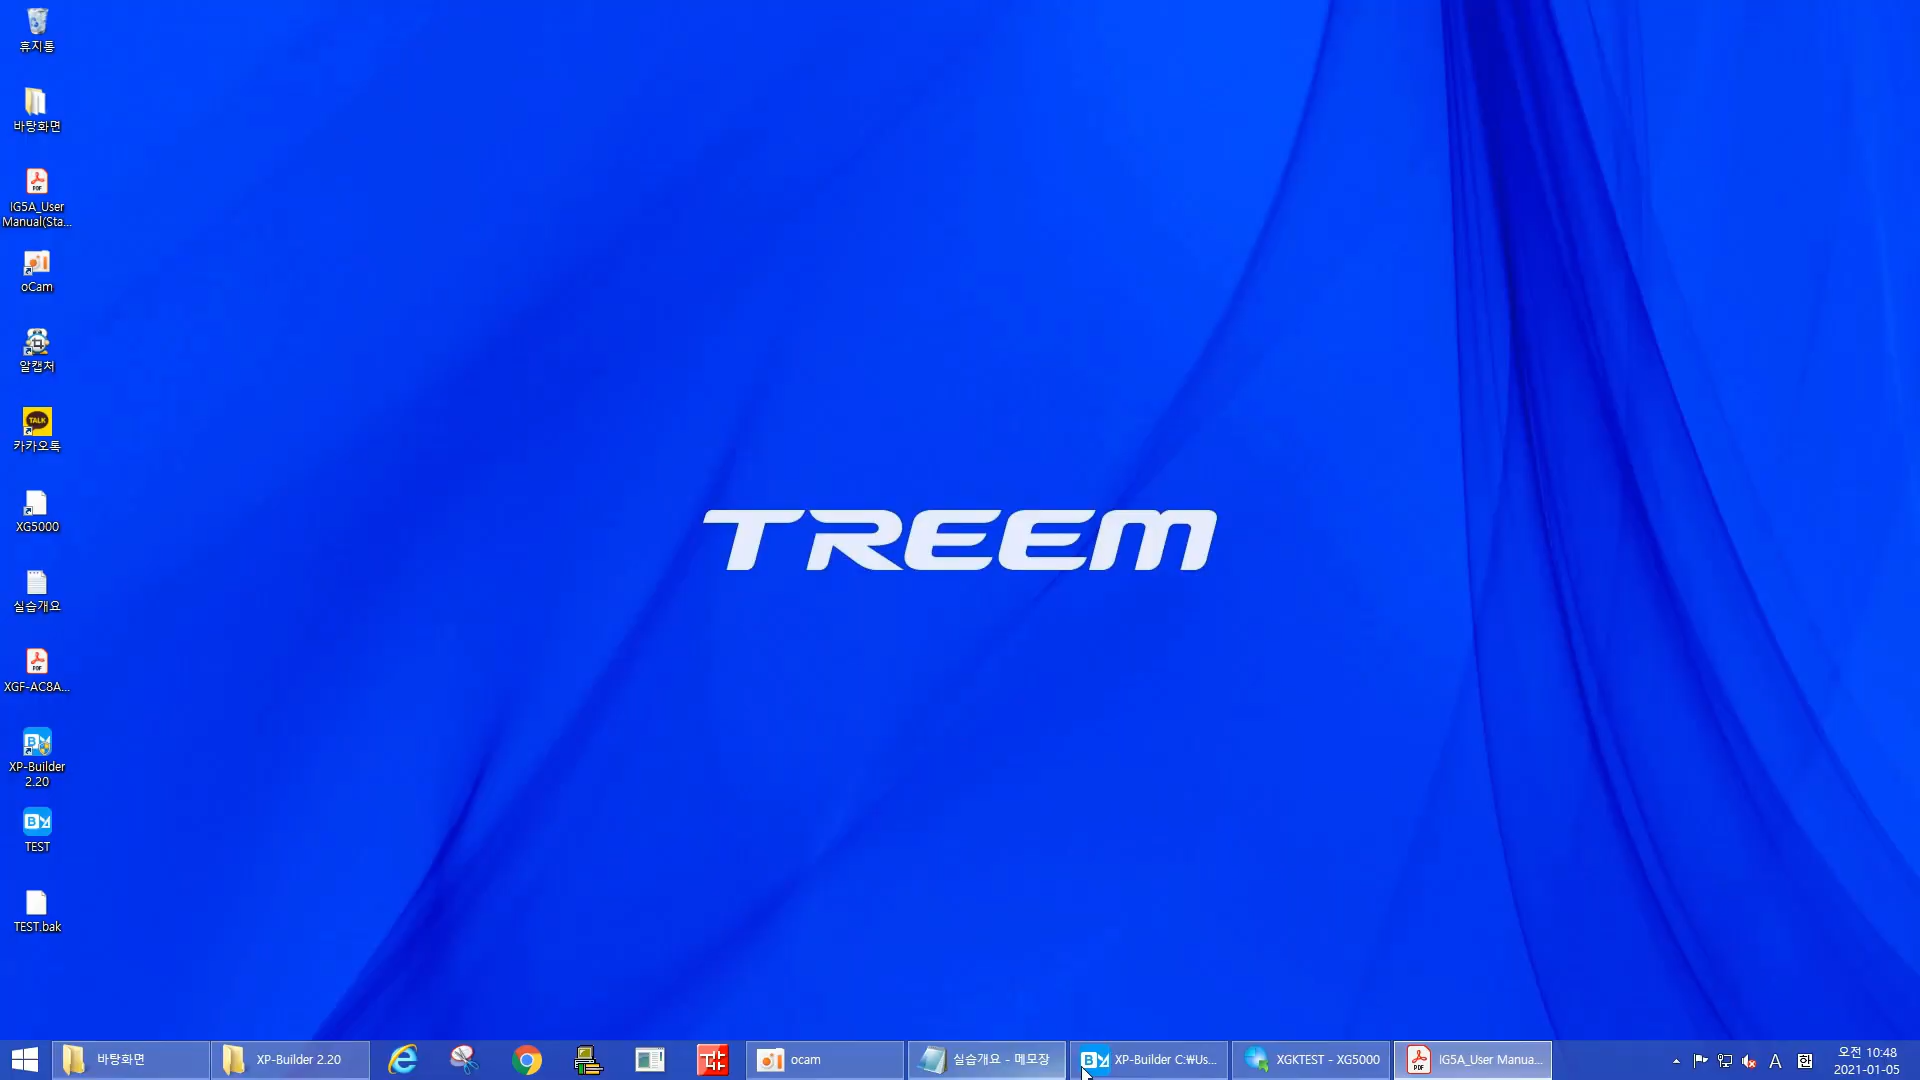 휴지통
바탕화면
IG5A_User
Manual(Sta...
oCam
알캡처
TALK
카카오톡
XG5000
실습개요
XGF-AC8A...
XP-Builder
2.20
TEST
TEST.bak
TREEM
바탕화면
XP-Builder 2.20
ocam
실습개요 - 메모장
XP-Builder C:₩Us...
XGKTEST - XG5000
IG5A_User Manua...
A
한
오전 10:48
2021-01-05